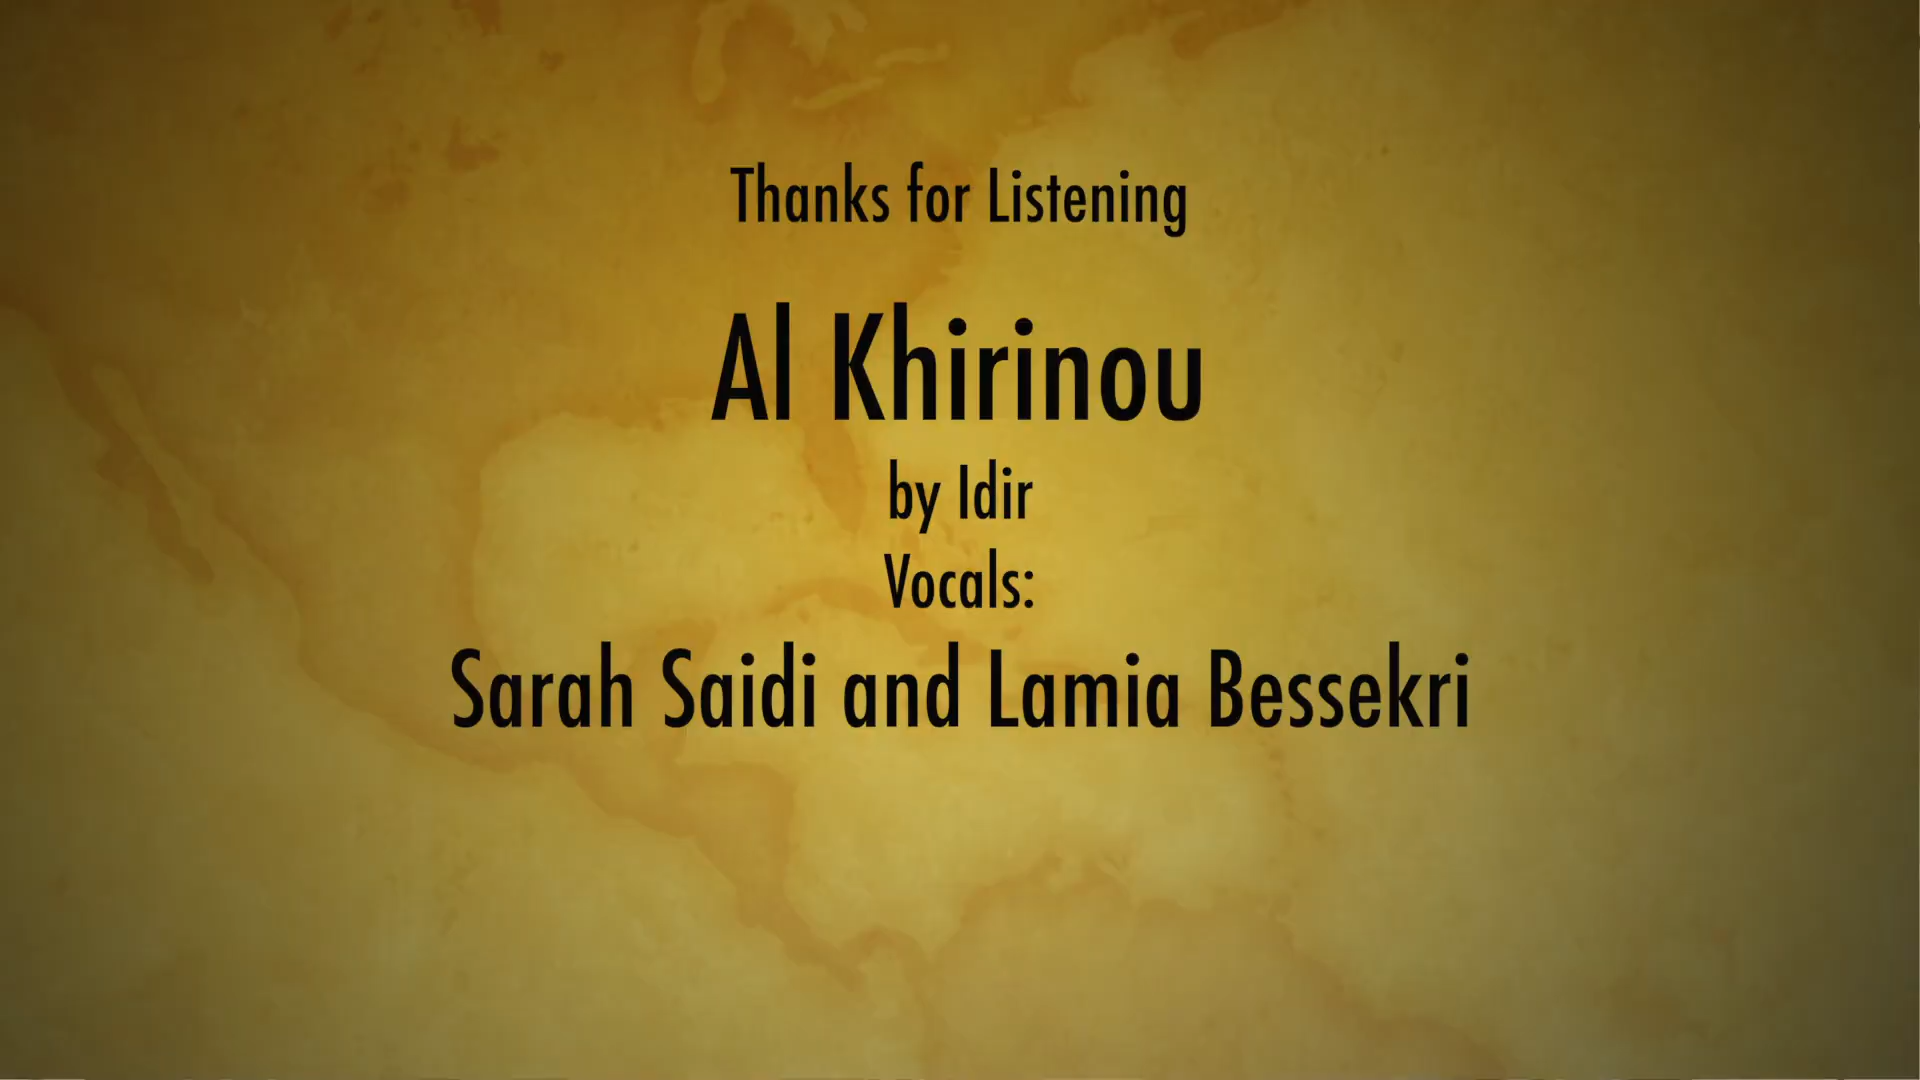 Thanks for Listening
Al Khirinou
by Idir
Vocals:
Sarah Saidi and Lamia Bessekri